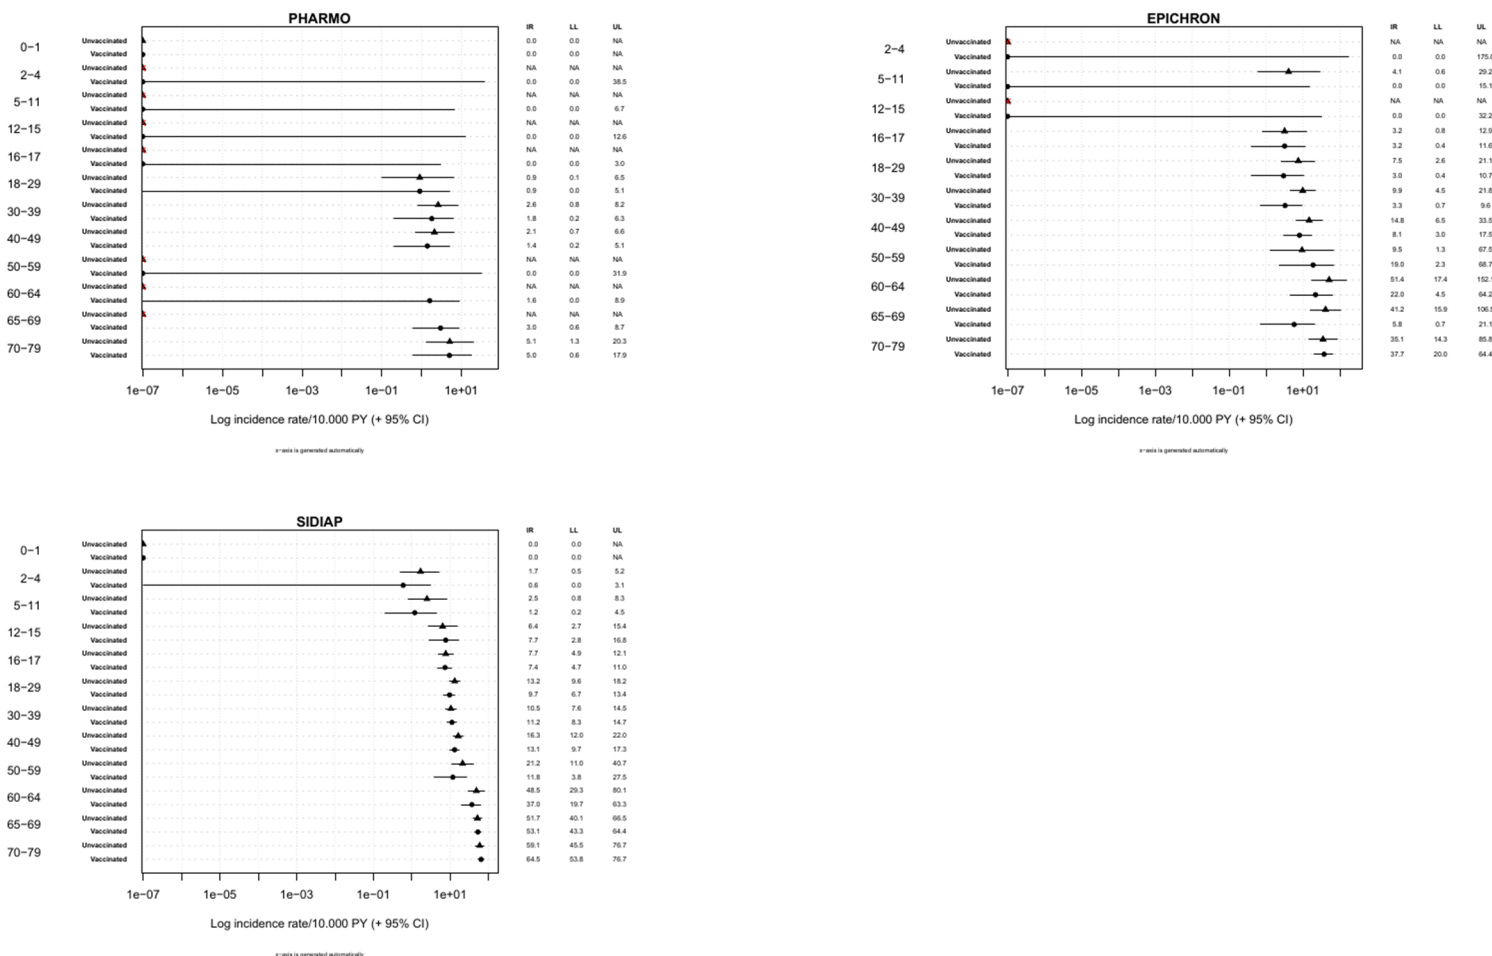 PHARMO
IR LL UL
0−1
Unvaccinated 0.0 0.0 NA
Vaccinated 0.0 0.0 NA
2−4
Unvaccinated NA NA NA
Vaccinated 0.0 0.0 38.5
5−11
Unvaccinated NA NA NA
Vaccinated 0.0 0.0 6.7
12−15
Unvaccinated NA NA NA
Vaccinated 0.0 0.0 12.6
16−17
Unvaccinated NA NA NA
Vaccinated 0.0 0.0 3.0
18−29
Unvaccinated 0.9 0.1 6.5
Vaccinated 0.9 0.0 5.1
30−39
Unvaccinated 2.6 0.8 8.2
Vaccinated 1.8 0.2 6.3
40−49
Unvaccinated 2.1 0.7 6.6
Vaccinated 1.4 0.2 5.1
50−59
Unvaccinated NA NA NA
Vaccinated 0.0 0.0 31.9
60−64
Unvaccinated NA NA NA
Vaccinated 1.6 0.0 8.9
65−69
Unvaccinated NA NA NA
Vaccinated 3.0 0.6 8.7
70−79
Unvaccinated 5.1 1.3 20.3
Vaccinated 5.0 0.6 17.9
1e−07 1e−05 1e−03 1e−01 1e+01
Log incidence rate/10.000 PY (+ 95% CI)
x−axis is generated automatically
EPICHRON
IR LL UL
2−4
Unvaccinated NA NA NA
Vaccinated 0.0 0.0
5−11
Unvaccinated 4.1 0.6 29.2
Vaccinated 0.0 0.0 15.1
12−15
Unvaccinated NA NA NA
Vaccinated 0.0 0.0 32.2
16−17
Unvaccinated 3.2 0.8 12.9
Vaccinated 3.2 0.4 11.6
18−29
Unvaccinated 7.5 2.6 21.1
Vaccinated 3.0 0.4 10.7
30−39
Unvaccinated 9.9 4.5 21.8
Vaccinated 3.3 0.7 9.6
40−49
Unvaccinated 14.8 6.5 33.5
Vaccinated 8.1 3.0 17.5
50−59
Unvaccinated 9.5 1.3 67.5
Vaccinated 19.0 2.3 68.7
60−64
Unvaccinated 51.4 17.4
Vaccinated 22.0 4.5 64.2
65−69
Unvaccinated 41.2 15.9
Vaccinated 5.8 0.7 21.1
70−79
Unvaccinated 35.1 14.3 85.8
Vaccinated 37.7 20.0 64.4
1e−07 1e−05 1e−03 1e−01 1e+01
Log incidence rate/10.000 PY (+ 95% CI)
x−axis is generated automatically
SIDIAP
IR LL UL
0−1
Unvaccinated 0.0 0.0 NA
Vaccinated 0.0 0.0 NA
2−4
Unvaccinated 1.7 0.5 5.2
Vaccinated 0.6 0.0 3.1
5−11
Unvaccinated 2.5 0.8 8.3
Vaccinated 1.2 0.2 4.5
12−15
Unvaccinated 6.4 2.7 15.4
Vaccinated 7.7 2.8 16.8
16−17
Unvaccinated 7.7 4.9 12.1
Vaccinated 7.4 4.7 11.0
18−29
Unvaccinated 13.2 9.6 18.2
Vaccinated 9.7 6.7 13.4
30−39
Unvaccinated 10.5 7.6 14.5
Vaccinated 11.2 8.3 14.7
40−49
Unvaccinated 16.3 12.0 22.0
Vaccinated 13.1 9.7 17.3
50−59
Unvaccinated 21.2 11.0 40.7
Vaccinated 11.8 3.8 27.5
60−64
Unvaccinated 48.5 29.3 80.1
Vaccinated 37.0 19.7 63.3
65−69
Unvaccinated 51.7 40.1 66.5
Vaccinated 53.1 43.3 64.4
70−79
Unvaccinated 59.1 45.5 76.7
Vaccinated 64.5 53.8 76.7
1e−07 1e−05 1e−03 1e−01 1e+01
Log incidence rate/10.000 PY (+ 95% CI)
x−axis is generated automatically